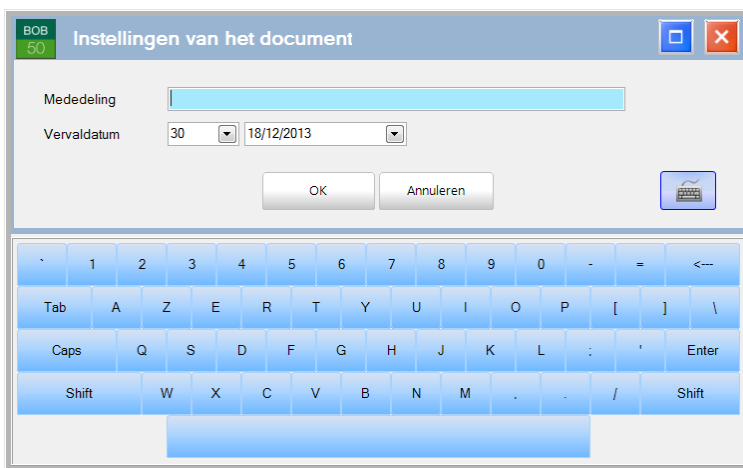 BOB
50
Instellingen van het document
Mededeling
Vervaldatum 30 18/12/2013
OK Annuleren
` 1 2 3 4 5 6 7 8 9 0 - = <---
Tab A Z E R T Y U I O P [ ] \
Caps Q S D F G H J K L ; ' Enter
Shift W X C V B N M , . / Shift